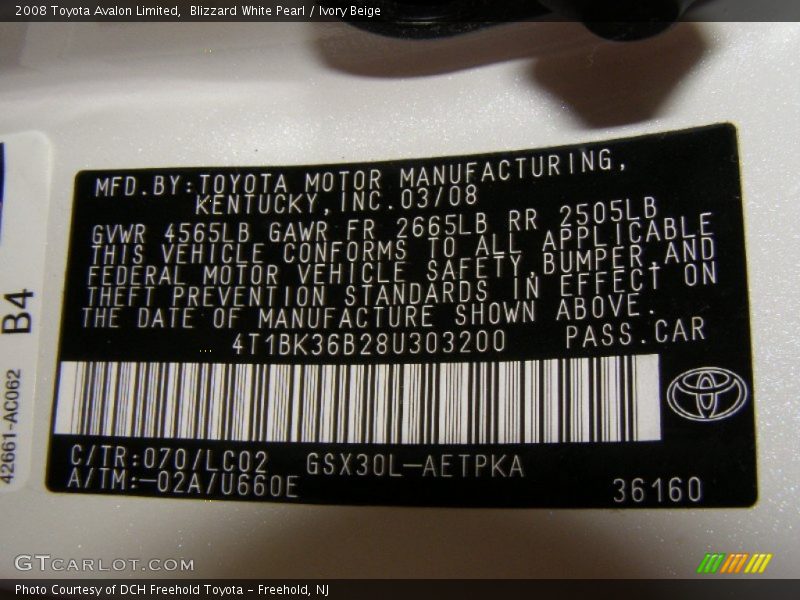 2008 Toyota Avalon Limited,  Blizzard White Pearl / Ivory Beige
MFD.BY:TOYOTA MOTOR MANUFACTURING,
KENTUCKY,INC.03/08
GVWR 4565LB GAWR FR 2665LB RR 2505LB
THIS VEHICLE CONFORMS TO ALL APPLICABLE
FEDERAL MOTOR VEHICLE SAFETY,BUMPER,AND
THEFT PREVENTION STANDARDS IN EFFECT ON
THE DATE OF MANUFACTURE SHOWN ABOVE.
4T1BK36B28U303200 PASS.CAR
C/TR:070/LC02 GSX30L-AETPKA
A/TM:-02A/U660E 36160
B4
42661-AC062
GTCARLOT.COM
Photo Courtesy of DCH Freehold Toyota - Freehold, NJ